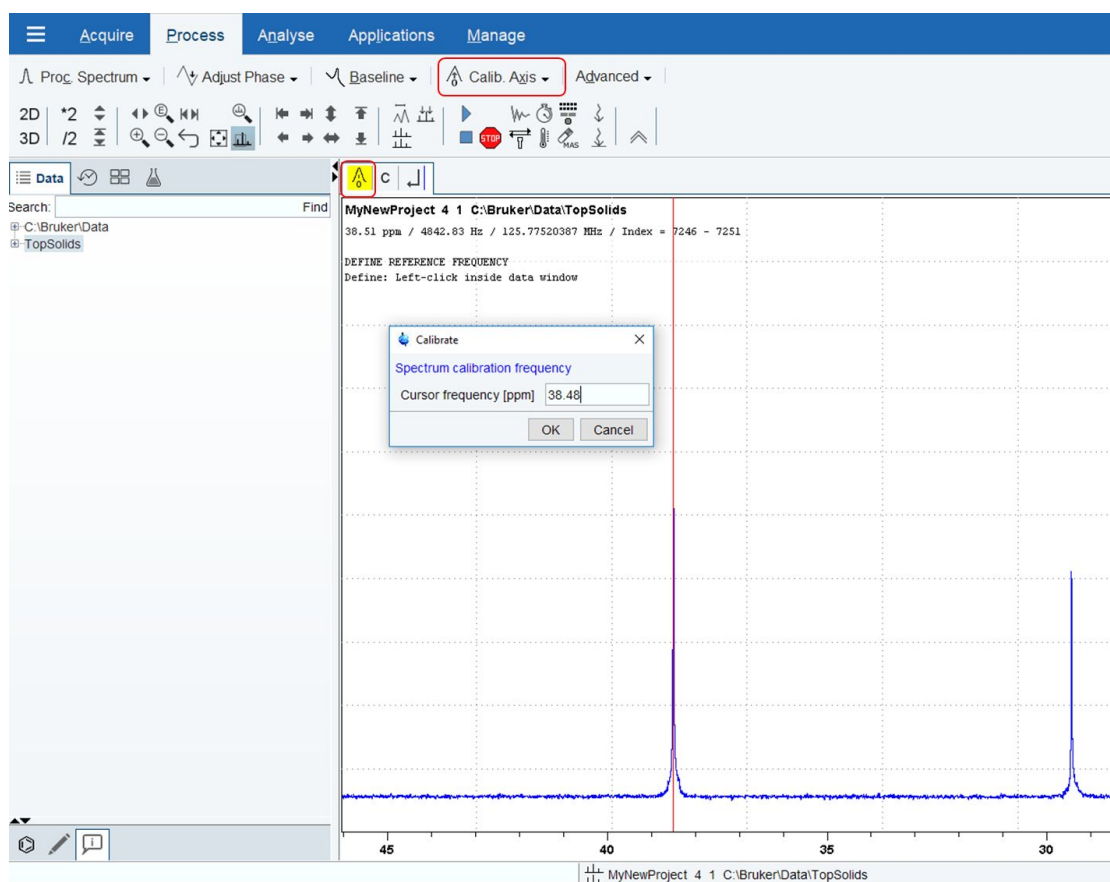 Acquire Process Analyse Applications Manage
Proc. Spectrum Adjust Phase Baseline Calib. Axis Advanced
2D *2 E
3D /2 STOP MAS
Data C
Search: Find
C:\Bruker\Data
TopSolids
MyNewProject 4 1 C:\Bruker\Data\TopSolids
38.51 ppm / 4842.83 Hz / 125.77520387 MHz / Index = 7246 - 7251
DEFINE REFERENCE FREQUENCY
Define: Left-click inside data window
Calibrate
Spectrum calibration frequency
Cursor frequency [ppm] 38.48
OK Cancel
45 40 35 30
MyNewProject 4 1 C:\Bruker\Data\TopSolids